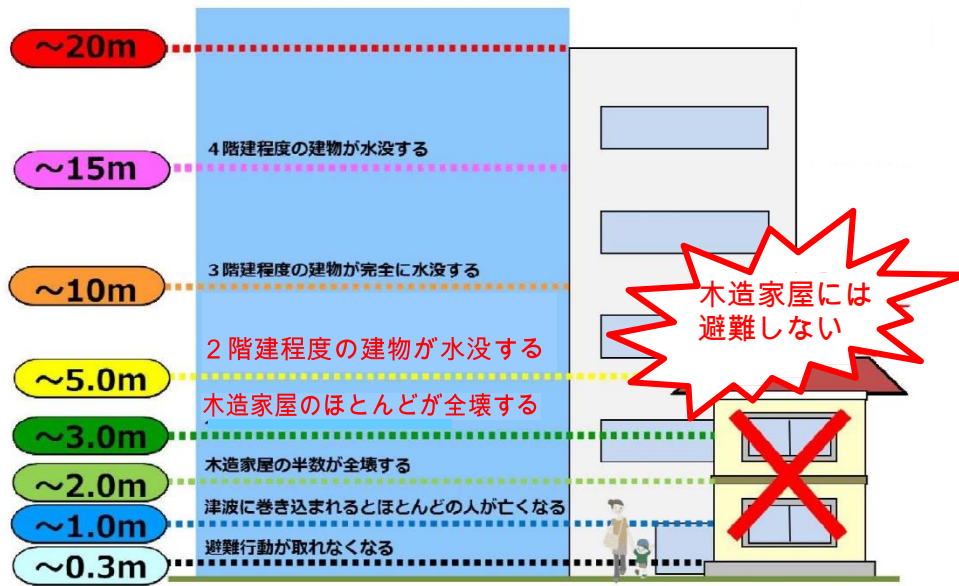 ～20m
４階建程度の建物が水没する
～15m
３階建程度の建物が完全に水没する
～10m
木造家屋には
避難しない
２階建程度の建物が水没する
～5.0m
木造家屋のほとんどが全壊する
～3.0m
木造家屋の半数が全壊する
～2.0m
津波に巻き込まれるとほとんどの人が亡くなる
～1.0m
避難行動が取れなくなる
～0.3m